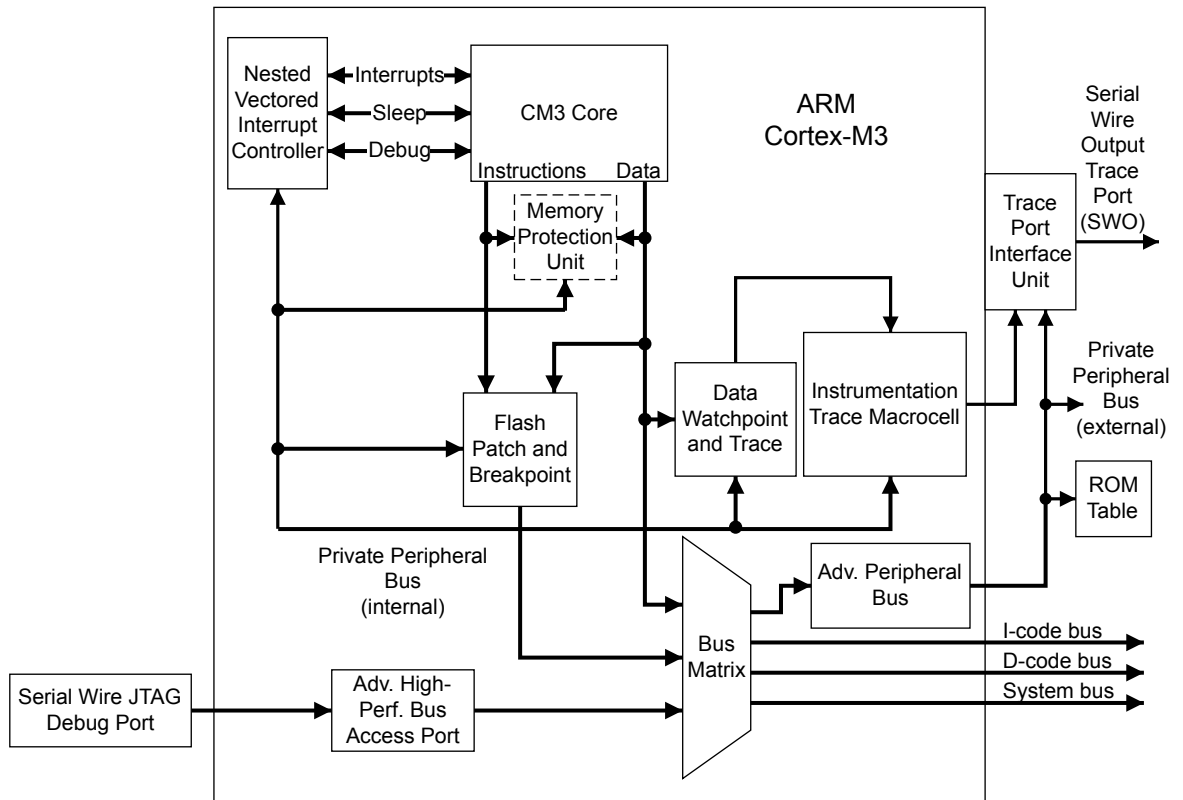 Nested
Vectored
Interrupt
Controller
Interrupts
Sleep
Debug
CM3 Core
Instructions
Data
ARM
Cortex-M3
Memory
Protection
Unit
Serial
Wire
Output
Trace
Port
(SWO)
Trace
Port
Interface
Unit
Flash
Patch and
Breakpoint
Data
Watchpoint
and Trace
Instrumentation
Trace Macrocell
Private
Peripheral
Bus
(external)
ROM
Table
Private Peripheral
Bus
(internal)
Adv. Peripheral
Bus
Bus
Matrix
I-code bus
D-code bus
System bus
Serial Wire JTAG
Debug Port
Adv. High-
Perf. Bus
Access Port